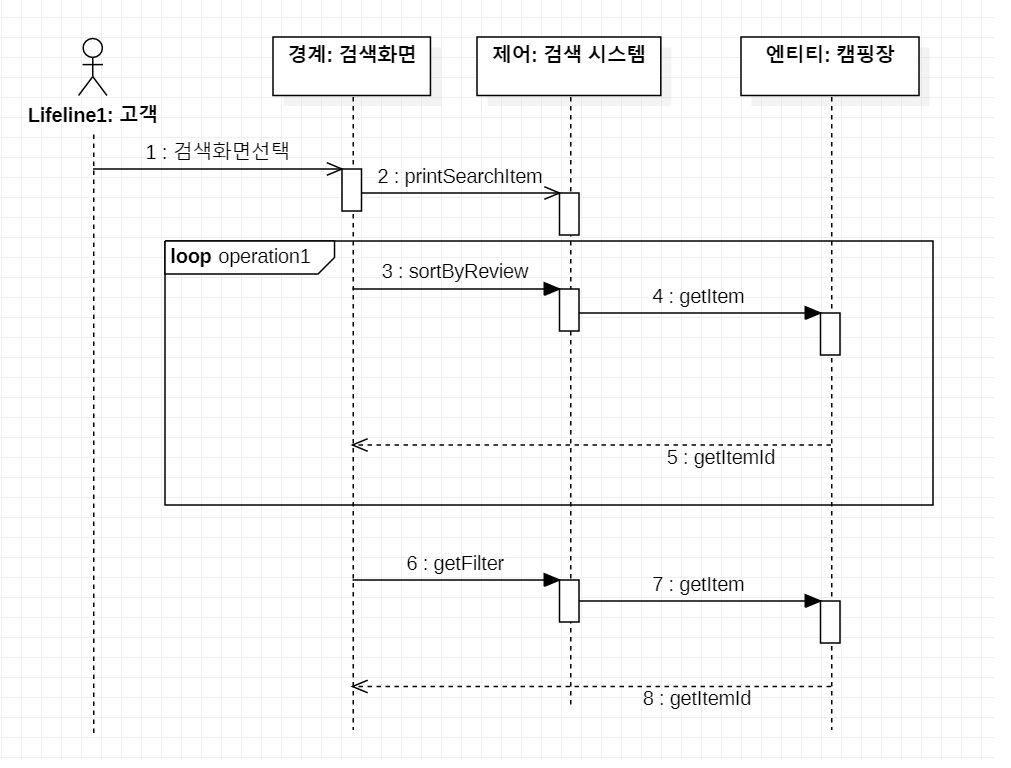 경계: 검색화면
제어: 검색 시스템
엔티티: 캠핑장
Lifeline1: 고객
1 : 검색화면선택
2 : printSearchItem
loop operation1
3 : sortByReview
4 : getItem
5 : getItemId
6 : getFilter
7 : getItem
8 : getItemId